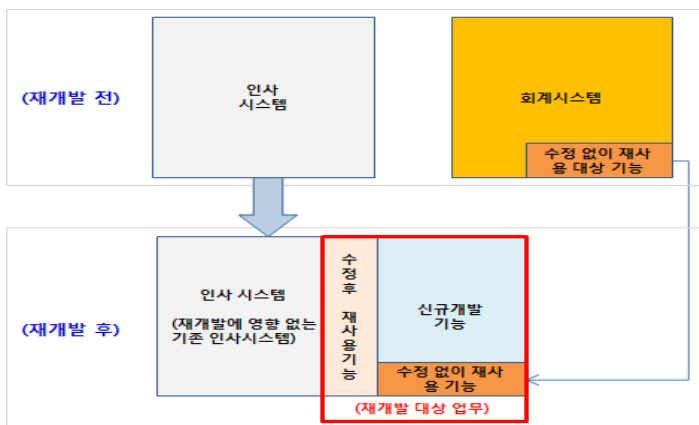 (재개발 전)
인사
시스템
회계시스템
수정 없이 재사
용 대상 기능
(재개발 후)
인사 시스템
(재개발에 영향 없는
기존 인사시스템)
수
정
후
재
사
용
기
능
신규개발
기능
수정 없이 재사
용 기능
(재개발 대상 업무)